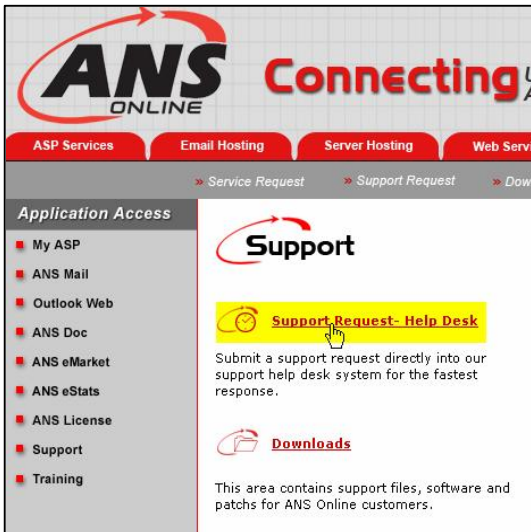 ANS
ONLINE
Connecting
ASP Services Email Hosting Server Hosting Web Serv
» Service Request » Support Request » Dow
Application Access
My ASP
ANS Mail
Outlook Web
ANS Doc
ANS eMarket
ANS eStats
ANS License
Support
Training
Support
Support Request- Help Desk
Submit a support request directly into our
support help desk system for the fastest
response.
Downloads
This area contains support files, software and
patchs for ANS Online customers.